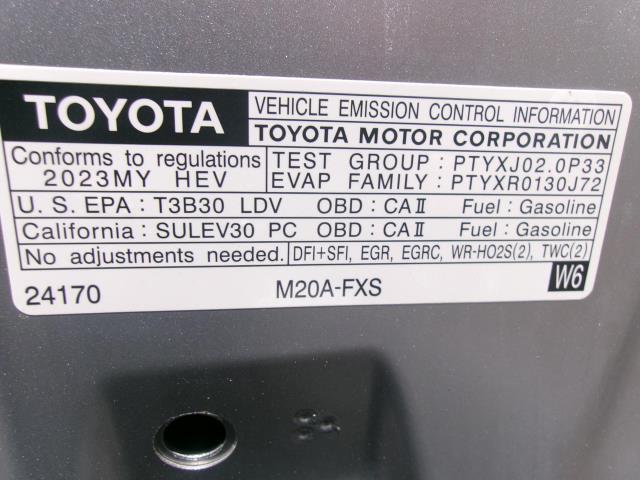 TOYOTA
VEHICLE EMISSION CONTROL INFORMATION
TOYOTA MOTOR CORPORATION
Conforms to regulations
2023MY HEV
TEST GROUP : PTYXJ02.0P33
EVAP FAMILY : PTYXR0130J72
U. S. EPA : T3B30 LDV OBD : CAⅡ Fuel : Gasoline
California : SULEV30 PC OBD : CAⅡ Fuel : Gasoline
No adjustments needed. DFI+SFI, EGR, EGRC, WR-HO2S(2), TWC(2)
24170 M20A-FXS W6